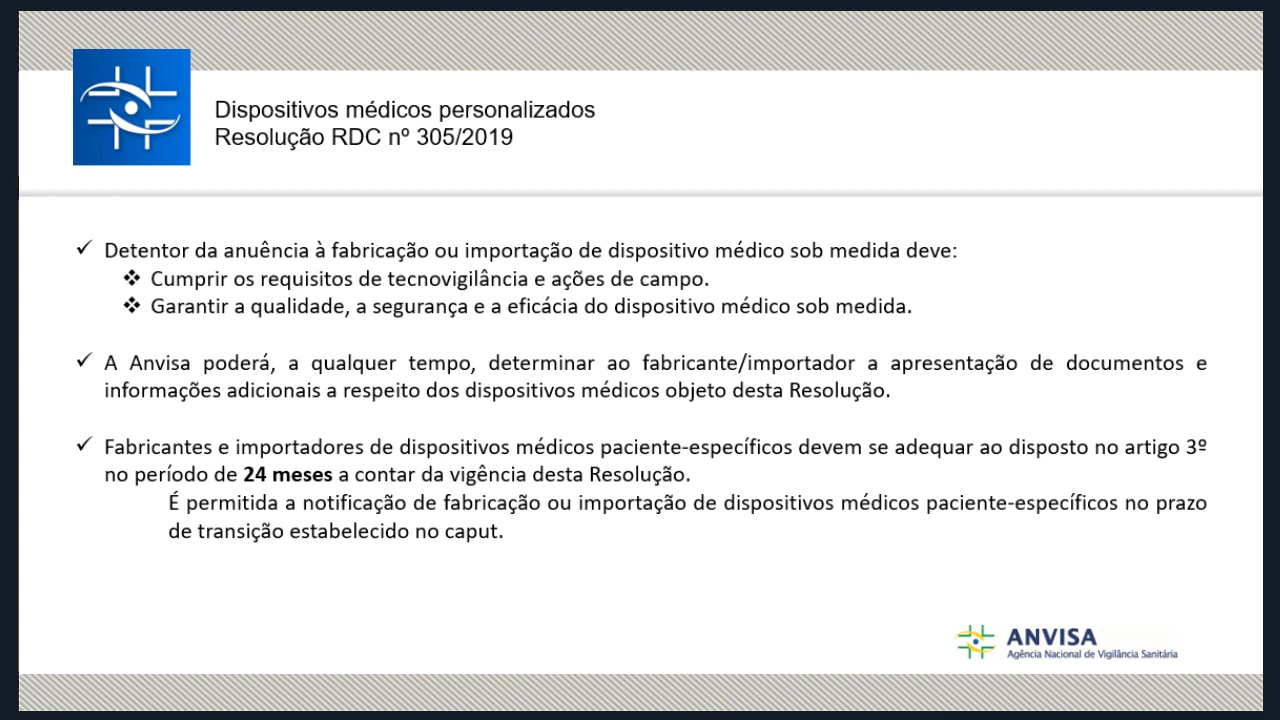 Dispositivos médicos personalizados
Resolução RDC nº 305/2019
✓ Detentor da anuência à fabricação ou importação de dispositivo médico sob medida deve:
❖ Cumprir os requisitos de tecnovigilância e ações de campo.
❖ Garantir a qualidade, a segurança e a eficácia do dispositivo médico sob medida.
✓ A Anvisa poderá, a qualquer tempo, determinar ao fabricante/importador a apresentação de documentos e
informações adicionais a respeito dos dispositivos médicos objeto desta Resolução.
✓ Fabricantes e importadores de dispositivos médicos paciente-específicos devem se adequar ao disposto no artigo 3º
no período de 24 meses a contar da vigência desta Resolução.
É permitida a notificação de fabricação ou importação de dispositivos médicos paciente-específicos no prazo
de transição estabelecido no caput.
ANVISA
Agência Nacional de Vigilância Sanitária